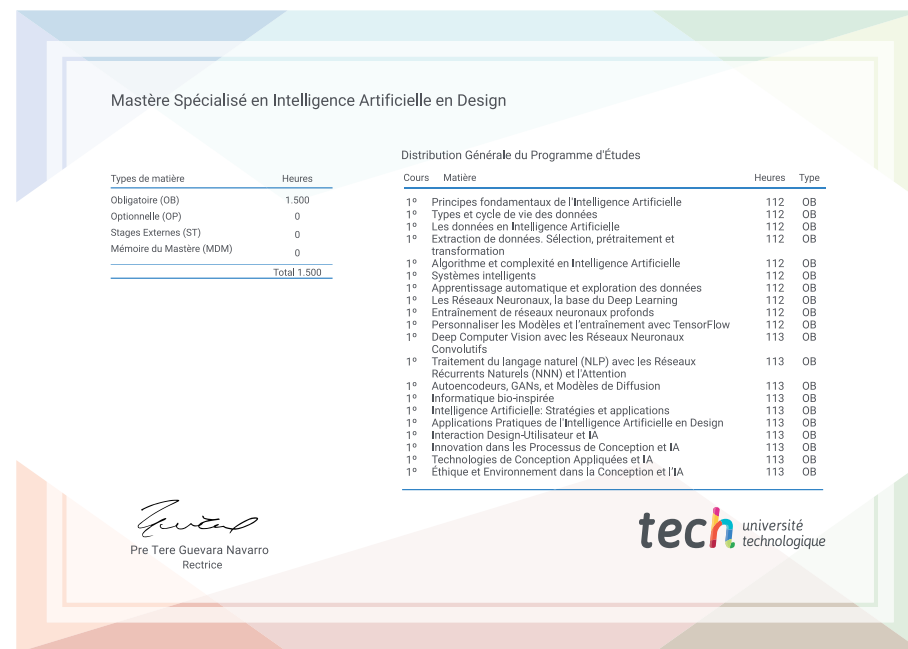 Mastère Spécialisé en Intelligence Artificielle en Design
Types de matière Heures
Obligatoire (OB) 1.500
Optionnelle (OP) 0
Stages Externes (ST) 0
Mémoire du Mastère (MDM) 0
Total 1.500
Distribution Générale du Programme d'Études
Cours Matière Heures Type
1º Principes fondamentaux de l'Intelligence Artificielle 112 OB
1º Types et cycle de vie des données 112 OB
1º Les données en Intelligence Artificielle 112 OB
1º Extraction de données. Sélection, prétraitement et 112 OB
transformation
1º Algorithme et complexité en Intelligence Artificielle 112 OB
1º Systèmes intelligents 112 OB
1º Apprentissage automatique et exploration des données 112 OB
1º Les Réseaux Neuronaux, la base du Deep Learning 112 OB
1º Entraînement de réseaux neuronaux profonds 112 OB
1º Personnaliser les Modèles et l'entraînement avec TensorFlow 112 OB
1º Deep Computer Vision avec les Réseaux Neuronaux 113 OB
Convolutifs
1º Traitement du langage naturel (NLP) avec les Réseaux 113 OB
Récurrents Naturels (NNN) et l'Attention
1º Autoencodeurs, GANs, et Modèles de Diffusion 113 OB
1º Informatique bio-inspirée 113 OB
1º Intelligence Artificielle: Stratégies et applications 113 OB
1º Applications Pratiques de l'Intelligence Artificielle en Design 113 OB
1º Interaction Design-Utilisateur et IA 113 OB
1º Innovation dans les Processus de Conception et IA 113 OB
1º Technologies de Conception Appliquées et IA 113 OB
1º Éthique et Environnement dans la Conception et l'IA 113 OB
Pre Tere Guevara Navarro
Rectrice
tech université
technologique